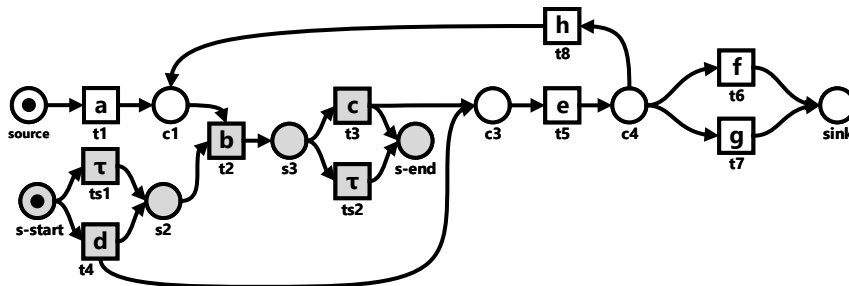 h
t8
a
t1
source
c1
c
t3
c3
e
t5
c4
f
t6
sink
b
t2
s3
s-end
g
t7
τ
ts1
τ
ts2
s-start
s2
d
t4